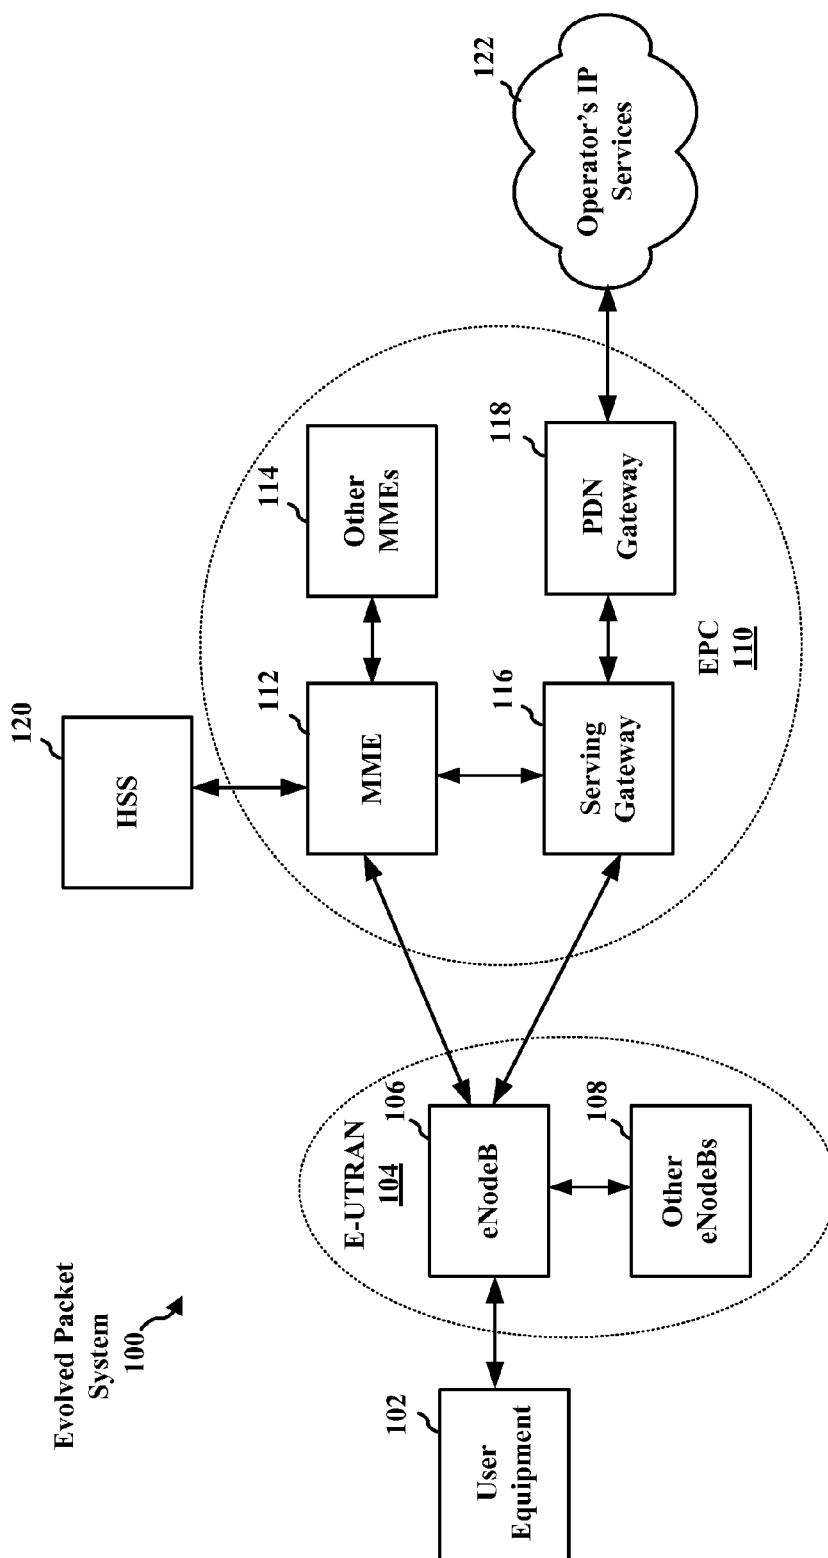 Evolved Packet
System
100
102
User
Equipment
E-UTRAN
104
106
eNodeB
108
Other
eNodeBs
120
HSS
112
MME
114
Other
MMEs
116
Serving
Gateway
118
PDN
Gateway
EPC
110
122
Operator's IP
Services